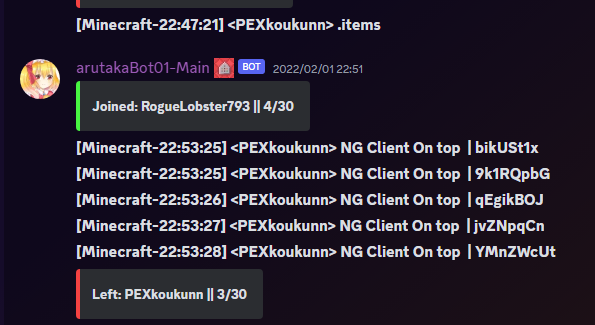 [Minecraft-22:47:21] <PEXkoukunn> .items
arutakaBot01-Main BOT 2022/02/01 22:51
Joined: RogueLobster793 || 4/30
[Minecraft-22:53:25] <PEXkoukunn> NG Client On top | bikUSt1x
[Minecraft-22:53:25] <PEXkoukunn> NG Client On top | 9k1RQpbG
[Minecraft-22:53:26] <PEXkoukunn> NG Client On top | qEgikBOJ
[Minecraft-22:53:27] <PEXkoukunn> NG Client On top | jvZNpqCn
[Minecraft-22:53:28] <PEXkoukunn> NG Client On top | YMnZWcUt
Left: PEXkoukunn || 3/30